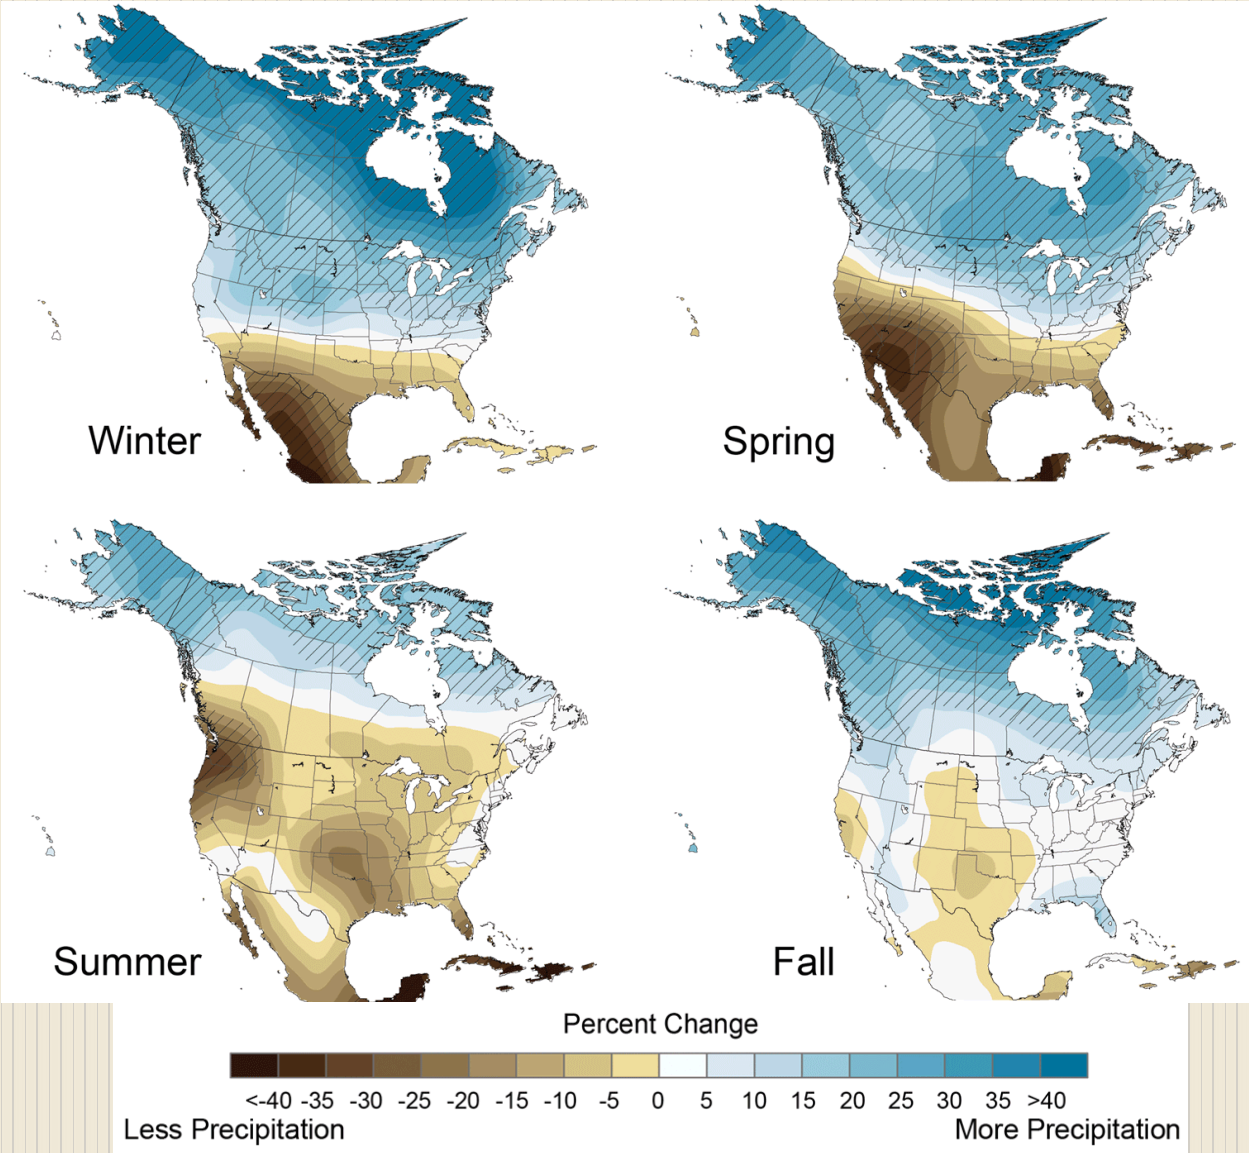 Winter
Spring
Summer
Fall
Percent Change
<-40 -35 -30 -25 -20 -15 -10 -5 0 5 10 15 20 25 30 35 >40
Less Precipitation
More Precipitation